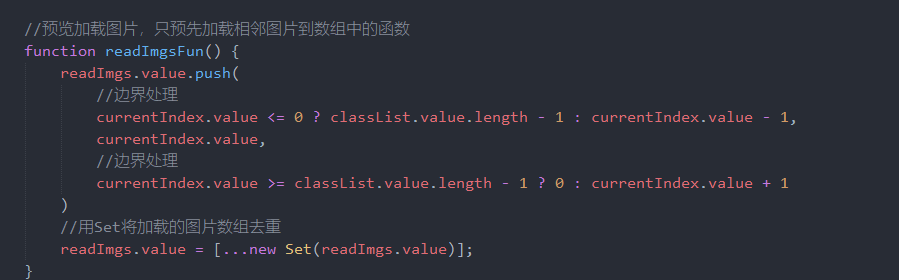 //预览加载图片，只预先加载相邻图片到数组中的函数
function readImgsFun() {
    readImgs.value.push(
        //边界处理
        currentIndex.value <= 0 ? classList.value.length - 1 : currentIndex.value - 1,
        currentIndex.value,
        //边界处理
        currentIndex.value >= classList.value.length - 1 ? 0 : currentIndex.value + 1
    )
    //用Set将加载的图片数组去重
    readImgs.value = [...new Set(readImgs.value)];
}